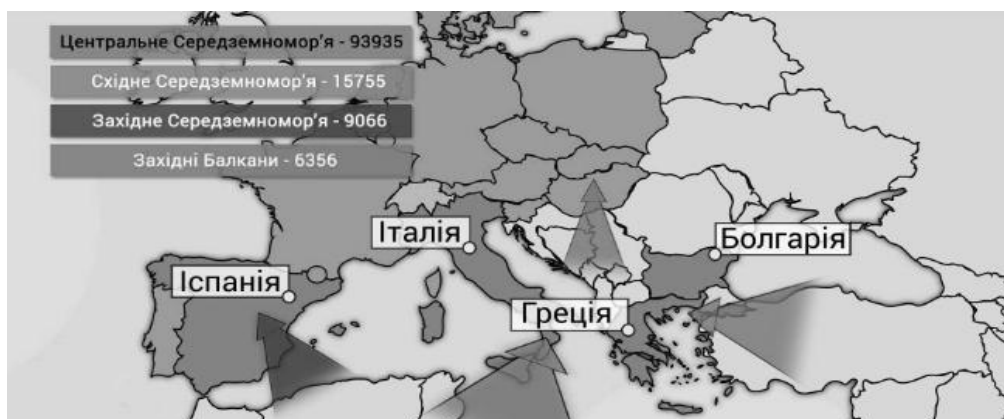 Центральне Середземномор'я - 93935
Східне Середземномор'я - 15755
Західне Середземномор'я - 9066
Західні Балкани - 6356
Італія
Болгарія
Іспанія
Греція